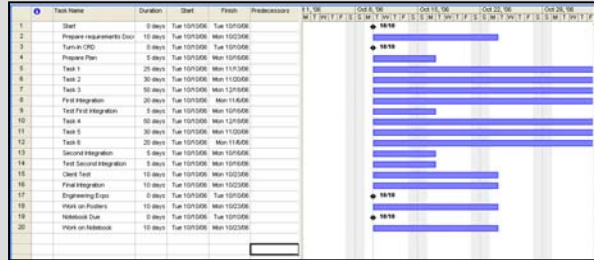 Task Name Duration Start Finish Predecessors t 1, '06 Oct 8, '06 Oct 15, '06 Oct 22, '06 Oct 29, '06
M T W T F S S M T W T F S S M T W T F S S M T W T F S S M T W T F S
1 Start 0 days Tue 10/10/06 Tue 10/10/06 10/10
2 Prepare requirements Docu 10 days Tue 10/10/06 Mon 10/23/06
3 Turn-In CRD 0 days Tue 10/10/06 Tue 10/10/06 10/10
4 Prepare Plan 5 days Tue 10/10/06 Mon 10/16/06
5 Task 1 25 days Tue 10/10/06 Mon 11/13/06
6 Task 2 30 days Tue 10/10/06 Mon 11/20/06
7 Task 3 50 days Tue 10/10/06 Mon 12/18/06
8 First Integration 20 days Tue 10/10/06 Mon 11/6/06
9 Test First Integration 5 days Tue 10/10/06 Mon 10/16/06
10 Task 4 50 days Tue 10/10/06 Mon 12/18/06
11 Task 5 30 days Tue 10/10/06 Mon 11/20/06
12 Task 6 20 days Tue 10/10/06 Mon 11/6/06
13 Second Integration 5 days Tue 10/10/06 Mon 10/16/06
14 Test Second Integration 5 days Tue 10/10/06 Mon 10/16/06
15 Client Test 10 days Tue 10/10/06 Mon 10/23/06
16 Final Integration 10 days Tue 10/10/06 Mon 10/23/06
17 Engineering Expo 0 days Tue 10/10/06 Tue 10/10/06 10/10
18 Work on Posters 10 days Tue 10/10/06 Mon 10/23/06
19 Notebook Due 0 days Tue 10/10/06 Tue 10/10/06 10/10
20 Work on Notebook 10 days Tue 10/10/06 Mon 10/23/06